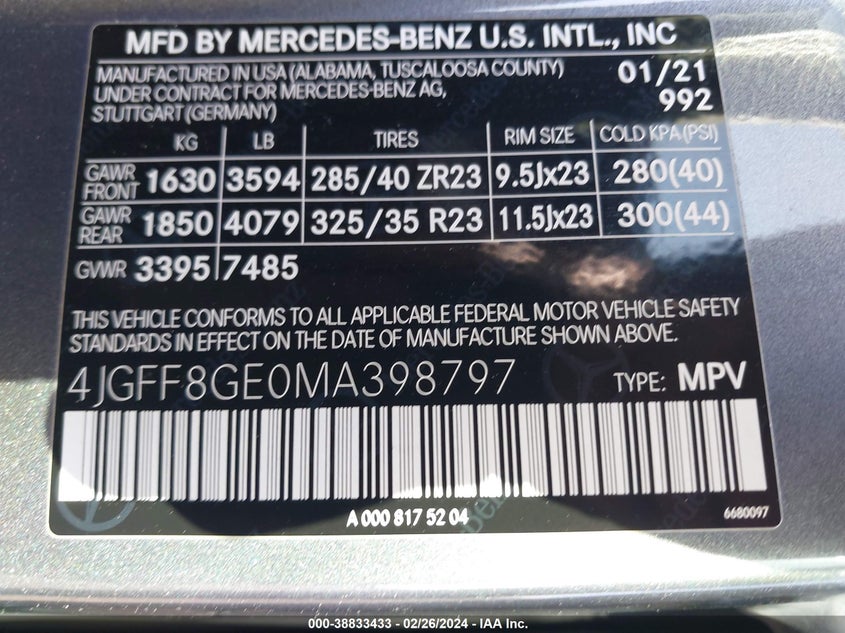 MFD BY MERCEDES-BENZ U.S. INTL., INC
MANUFACTURED IN USA (ALABAMA, TUSCALOOSA COUNTY) 01/21
UNDER CONTRACT FOR MERCEDES-BENZ AG, 992
STUTTGART (GERMANY)
KG LB TIRES RIM SIZE COLD KPA(PSI)
GAWR FRONT 1630 3594 285/40 ZR23 9.5Jx23 280(40)
GAWR REAR 1850 4079 325/35 R23 11.5Jx23 300(44)
GVWR 3395 7485
THIS VEHICLE CONFORMS TO ALL APPLICABLE FEDERAL MOTOR VEHICLE SAFETY
STANDARDS IN EFFECT ON THE DATE OF MANUFACTURE SHOWN ABOVE.
4JGFF8GE0MA398797 TYPE: MPV
A 000 817 52 04 6680097
000-38833433 - 02/26/2024 - IAA Inc.